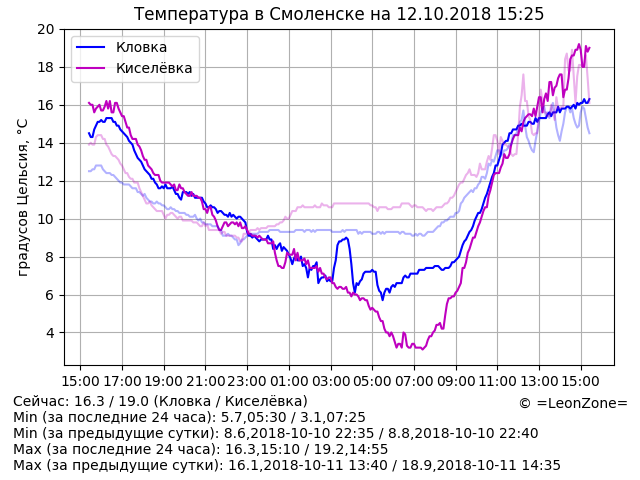 Температура в Смоленске на 12.10.2018 15:25
Кловка
Киселёвка
градусов Цельсия, °C
20
18
16
14
12
10
8
6
4
15:00 17:00 19:00 21:00 23:00 01:00 03:00 05:00 07:00 09:00 11:00 13:00 15:00
Сейчас: 16.3 / 19.0 (Кловка / Киселёвка)
© =LeonZone=
Min (за последние 24 часа): 5.7,05:30 / 3.1,07:25
Min (за предыдущие сутки): 8.6,2018-10-10 22:35 / 8.8,2018-10-10 22:40
Max (за последние 24 часа): 16.3,15:10 / 19.2,14:55
Max (за предыдущие сутки): 16.1,2018-10-11 13:40 / 18.9,2018-10-11 14:35